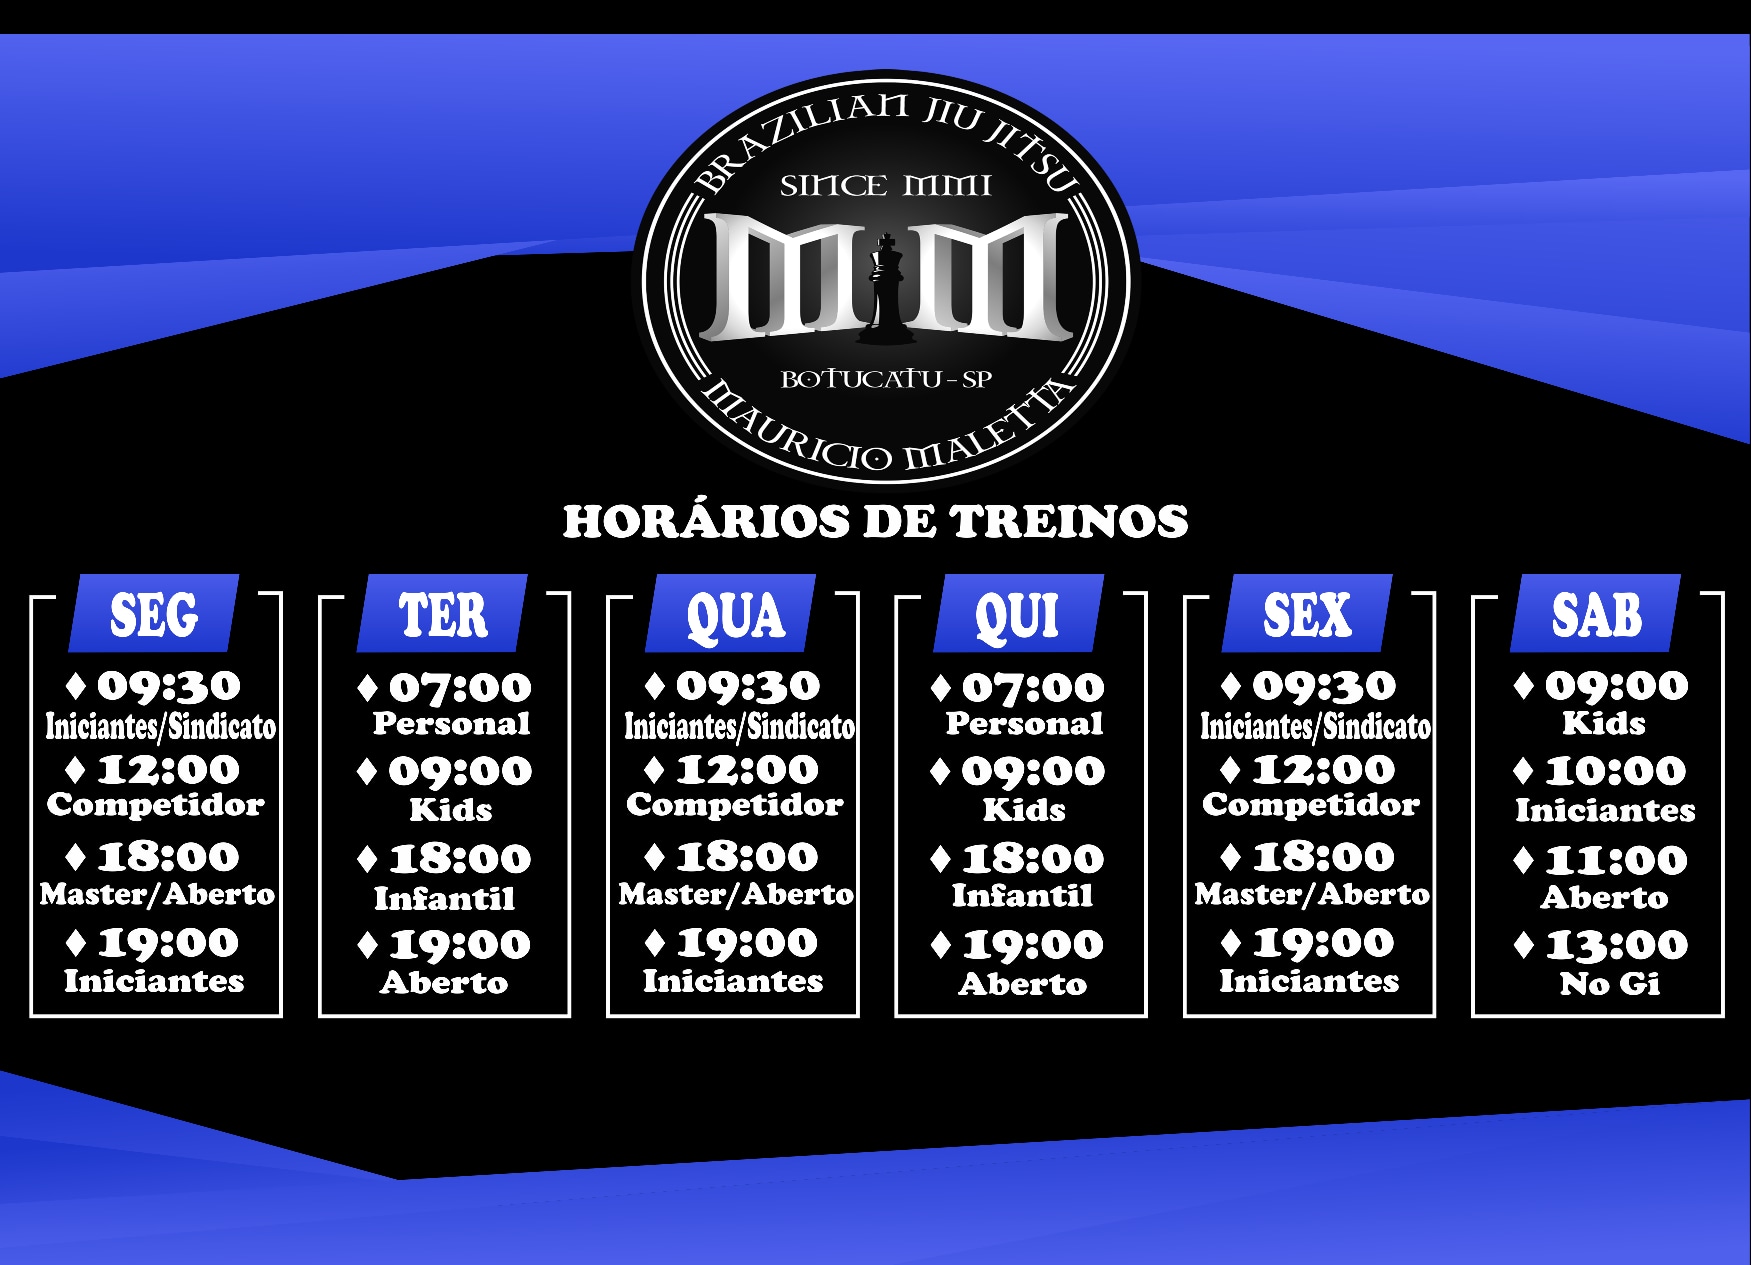 BRAZILIAN JIU JITSU
SINCE MMI
MM
BOTUCATU - SP
MAURICIO MALETTA
HORÁRIOS DE TREINOS
SEG
♦ 09:30
Iniciantes/Sindicato
♦ 12:00
Competidor
♦ 18:00
Master/Aberto
♦ 19:00
Iniciantes
TER
♦ 07:00
Personal
♦ 09:00
Kids
♦ 18:00
Infantil
♦ 19:00
Aberto
QUA
♦ 09:30
Iniciantes/Sindicato
♦ 12:00
Competidor
♦ 18:00
Master/Aberto
♦ 19:00
Iniciantes
QUI
♦ 07:00
Personal
♦ 09:00
Kids
♦ 18:00
Infantil
♦ 19:00
Aberto
SEX
♦ 09:30
Iniciantes/Sindicato
♦ 12:00
Competidor
♦ 18:00
Master/Aberto
♦ 19:00
Iniciantes
SAB
♦ 09:00
Kids
♦ 10:00
Iniciantes
♦ 11:00
Aberto
♦ 13:00
No Gi